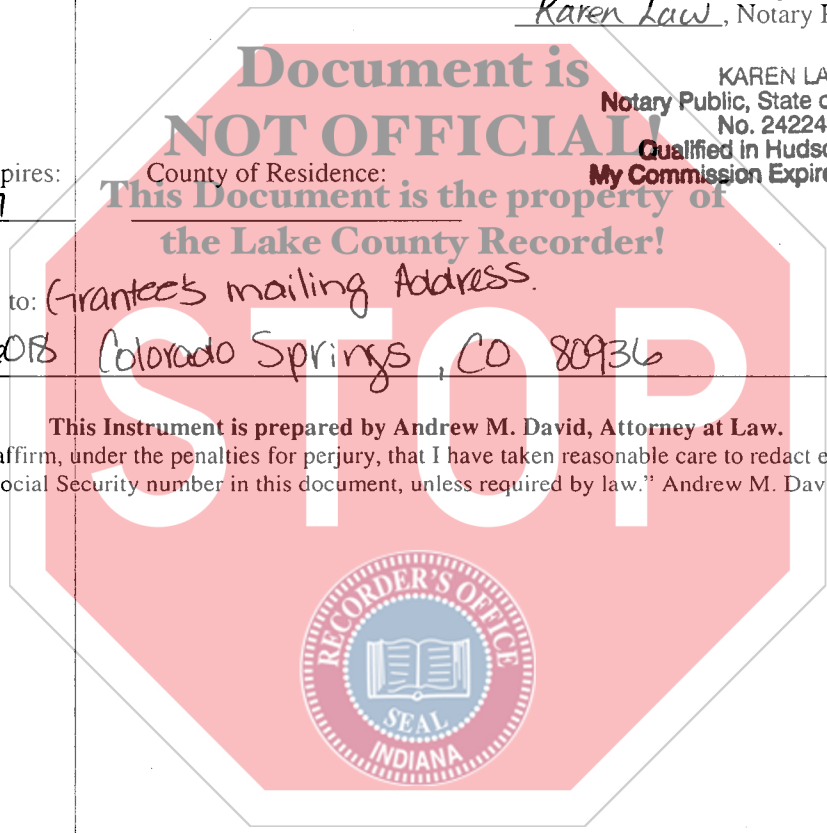 Karen Law, Notary P
Document is
KAREN LA
Notary Public, State o
NOT OFFICIAL!
No. 24224
Qualified in Hudso
pires: County of Residence:
My Commission Expire
This Document is the property of
the Lake County Recorder!
to: Grantee's mailing Address.
018 Colorado Springs, CO 80936
STOP
This Instrument is prepared by Andrew M. David, Attorney at Law.
affirm, under the penalties for perjury, that I have taken reasonable care to redact e
ocial Security number in this document, unless required by law." Andrew M. Dav
RECORDER'S OFFICE
SEAL
INDIANA